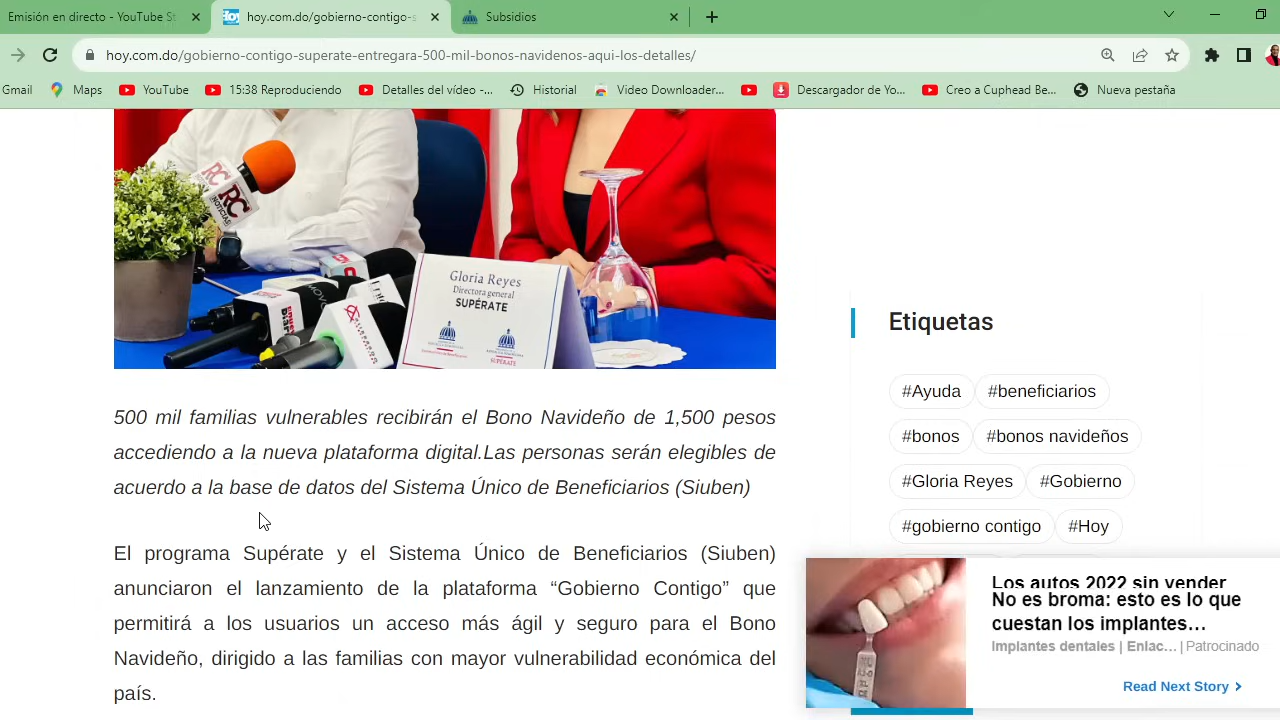 Emisión en directo - YouTube St
hoy.com.do/gobierno-contigo-s
Subsidios
hoy.com.do/gobierno-contigo-superate-entregara-500-mil-bonos-navidenos-aqui-los-detalles/
Gmail
Maps
YouTube
15:38 Reproduciendo
Detalles del vídeo -...
Historial
Video Downloader...
Descargador de Yo...
Creo a Cuphead Be...
Nueva pestaña
RC
RC
NOTICIAS
Gloria Reyes
Directora general
SUPÉRATE
SUPÉRATE
500 mil familias vulnerables recibirán el Bono Navideño de 1,500 pesos
accediendo a la nueva plataforma digital.Las personas serán elegibles de
acuerdo a la base de datos del Sistema Único de Beneficiarios (Siuben)
El programa Supérate y el Sistema Único de Beneficiarios (Siuben)
anunciaron el lanzamiento de la plataforma “Gobierno Contigo” que
permitirá a los usuarios un acceso más ágil y seguro para el Bono
Navideño, dirigido a las familias con mayor vulnerabilidad económica del
país.
Etiquetas
#Ayuda #beneficiarios
#bonos #bonos navideños
#Gloria Reyes #Gobierno
#gobierno contigo #Hoy
Los autos 2022 sin vender
No es broma: esto es lo que
cuestan los implantes...
Implantes dentales | Enlac... | Patrocinado
Read Next Story